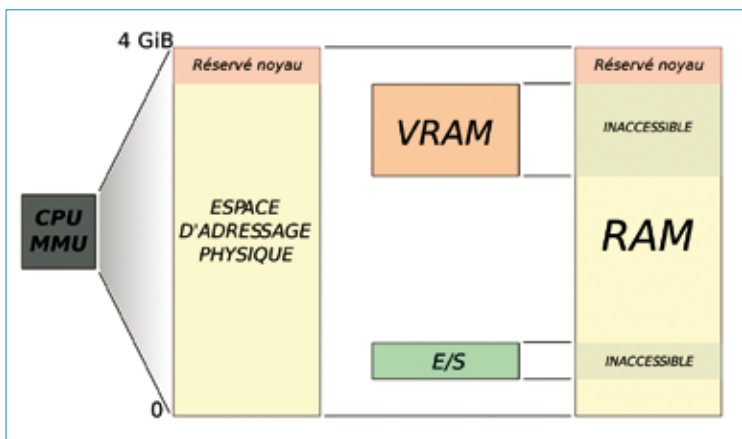 4 GiB
Réservé noyau
Réservé noyau
VRAM
INACCESSIBLE
CPU
MMU
ESPACE
D'ADRESSAGE
PHYSIQUE
RAM
E/S
INACCESSIBLE
0